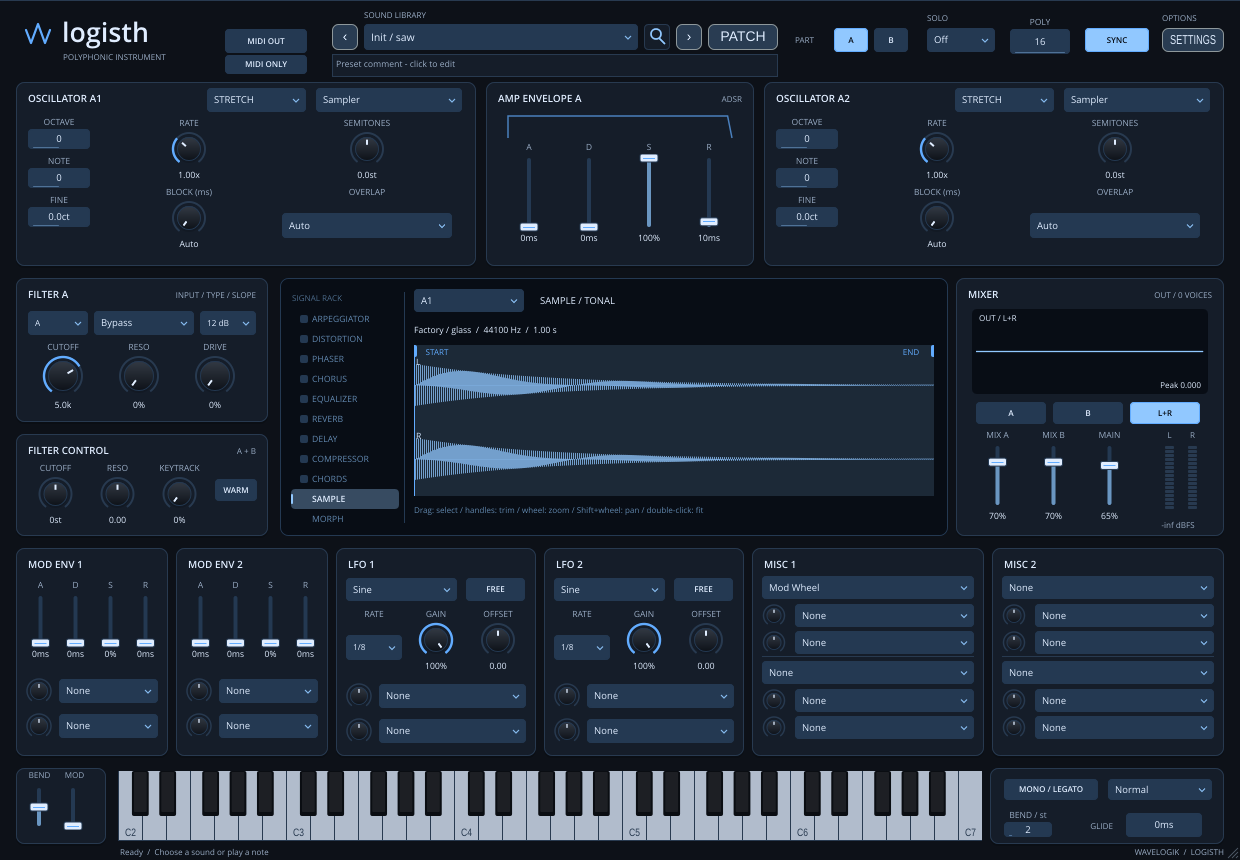 logisth
POLYPHONIC INSTRUMENT
MIDI OUT
MIDI ONLY
SOUND LIBRARY
‹ Init / saw › PATCH
Preset comment - click to edit
PART A B
SOLO
Off
POLY
16
SYNC
OPTIONS
SETTINGS
OSCILLATOR A1 STRETCH Sampler
OCTAVE RATE SEMITONES
0
NOTE 1.00x 0.0st
0 BLOCK (ms) OVERLAP
FINE
0.0ct Auto
Auto
AMP ENVELOPE A ADSR
A D S R
0ms 0ms 100% 10ms
OSCILLATOR A2 STRETCH Sampler
OCTAVE RATE SEMITONES
0
NOTE 1.00x 0.0st
0 BLOCK (ms) OVERLAP
FINE
0.0ct Auto
Auto
FILTER A INPUT / TYPE / SLOPE
A Bypass 12 dB
CUTOFF RESO DRIVE
5.0k 0% 0%
FILTER CONTROL A + B
CUTOFF RESO KEYTRACK
WARM
0st 0.00 0%
SIGNAL RACK
ARPEGGIATOR
DISTORTION
PHASER
CHORUS
EQUALIZER
REVERB
DELAY
COMPRESSOR
CHORDS
SAMPLE
MORPH
A1 SAMPLE / TONAL
Factory / glass / 44100 Hz / 1.00 s
START END
L
R
Drag: select / handles: trim / wheel: zoom / Shift+wheel: pan / double-click: fit
MIXER OUT / 0 VOICES
OUT / L+R
Peak 0.000
A B L+R
MIX A MIX B MAIN L R
70% 70% 65%
-inf dBFS
MOD ENV 1
A D S R
0ms 0ms 0% 0ms
None
None
MOD ENV 2
A D S R
0ms 0ms 0% 0ms
None
None
LFO 1
Sine FREE
RATE GAIN OFFSET
1/8
100% 0.00
None
None
LFO 2
Sine FREE
RATE GAIN OFFSET
1/8
100% 0.00
None
None
MISC 1
Mod Wheel
None
None
None
None
None
MISC 2
None
None
None
None
None
None
BEND MOD
C2 C3 C4 C5 C6 C7
MONO / LEGATO Normal
BEND / st
2 GLIDE 0ms
Ready / Choose a sound or play a note
WAVELOGIK / LOGISTH